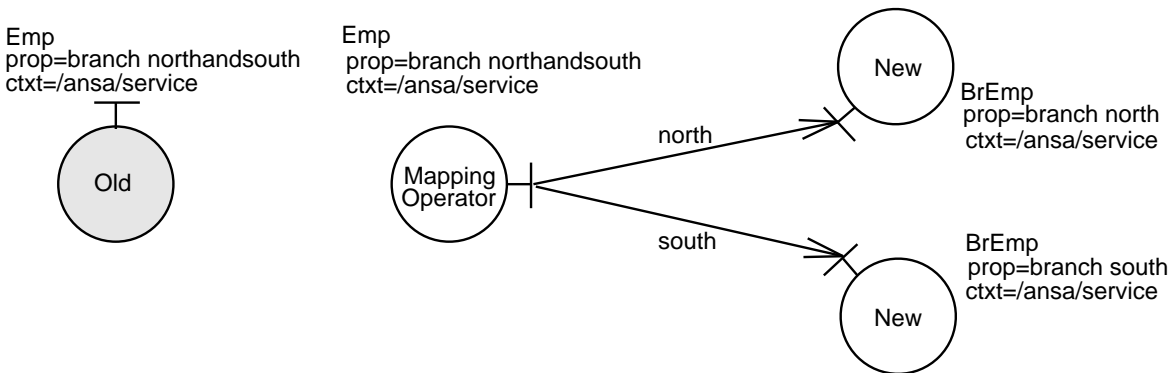 Emp
prop=branch northandsouth
ctxt=/ansa/service
Old
Emp
prop=branch northandsouth
ctxt=/ansa/service
Mapping
Operator
north
south
New
BrEmp
prop=branch north
ctxt=/ansa/service
BrEmp
prop=branch south
ctxt=/ansa/service
New